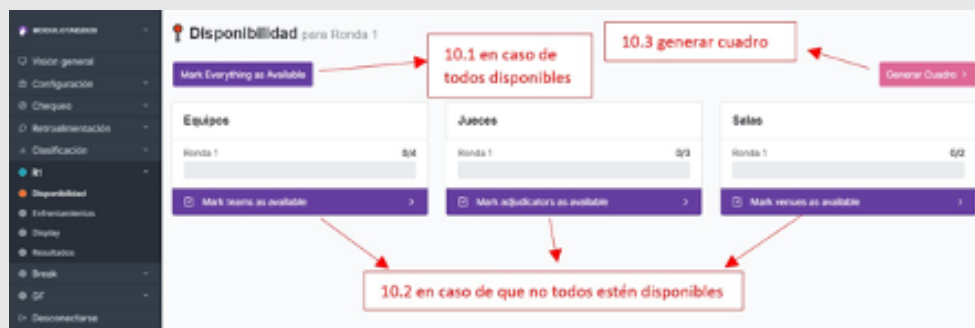 Disponibilidad para Ronda 1
Mark Everything as Available
10.1 en caso de
todos disponibles
10.3 generar cuadro
Generar Cuadro >
Visión general
Configuración
Chequeo
Retroalimentación
Clasificación
R1
Disponibilidad
Enfrentamientos
Display
Resultados
Break
GF
Desconectarse
Equipos
Ronda 1 0/4
Mark teams as available >
Jueces
Ronda 1 0/3
Mark adjudicators as available >
Salas
Ronda 1 0/2
Mark venues as available >
10.2 en caso de que no todos estén disponibles